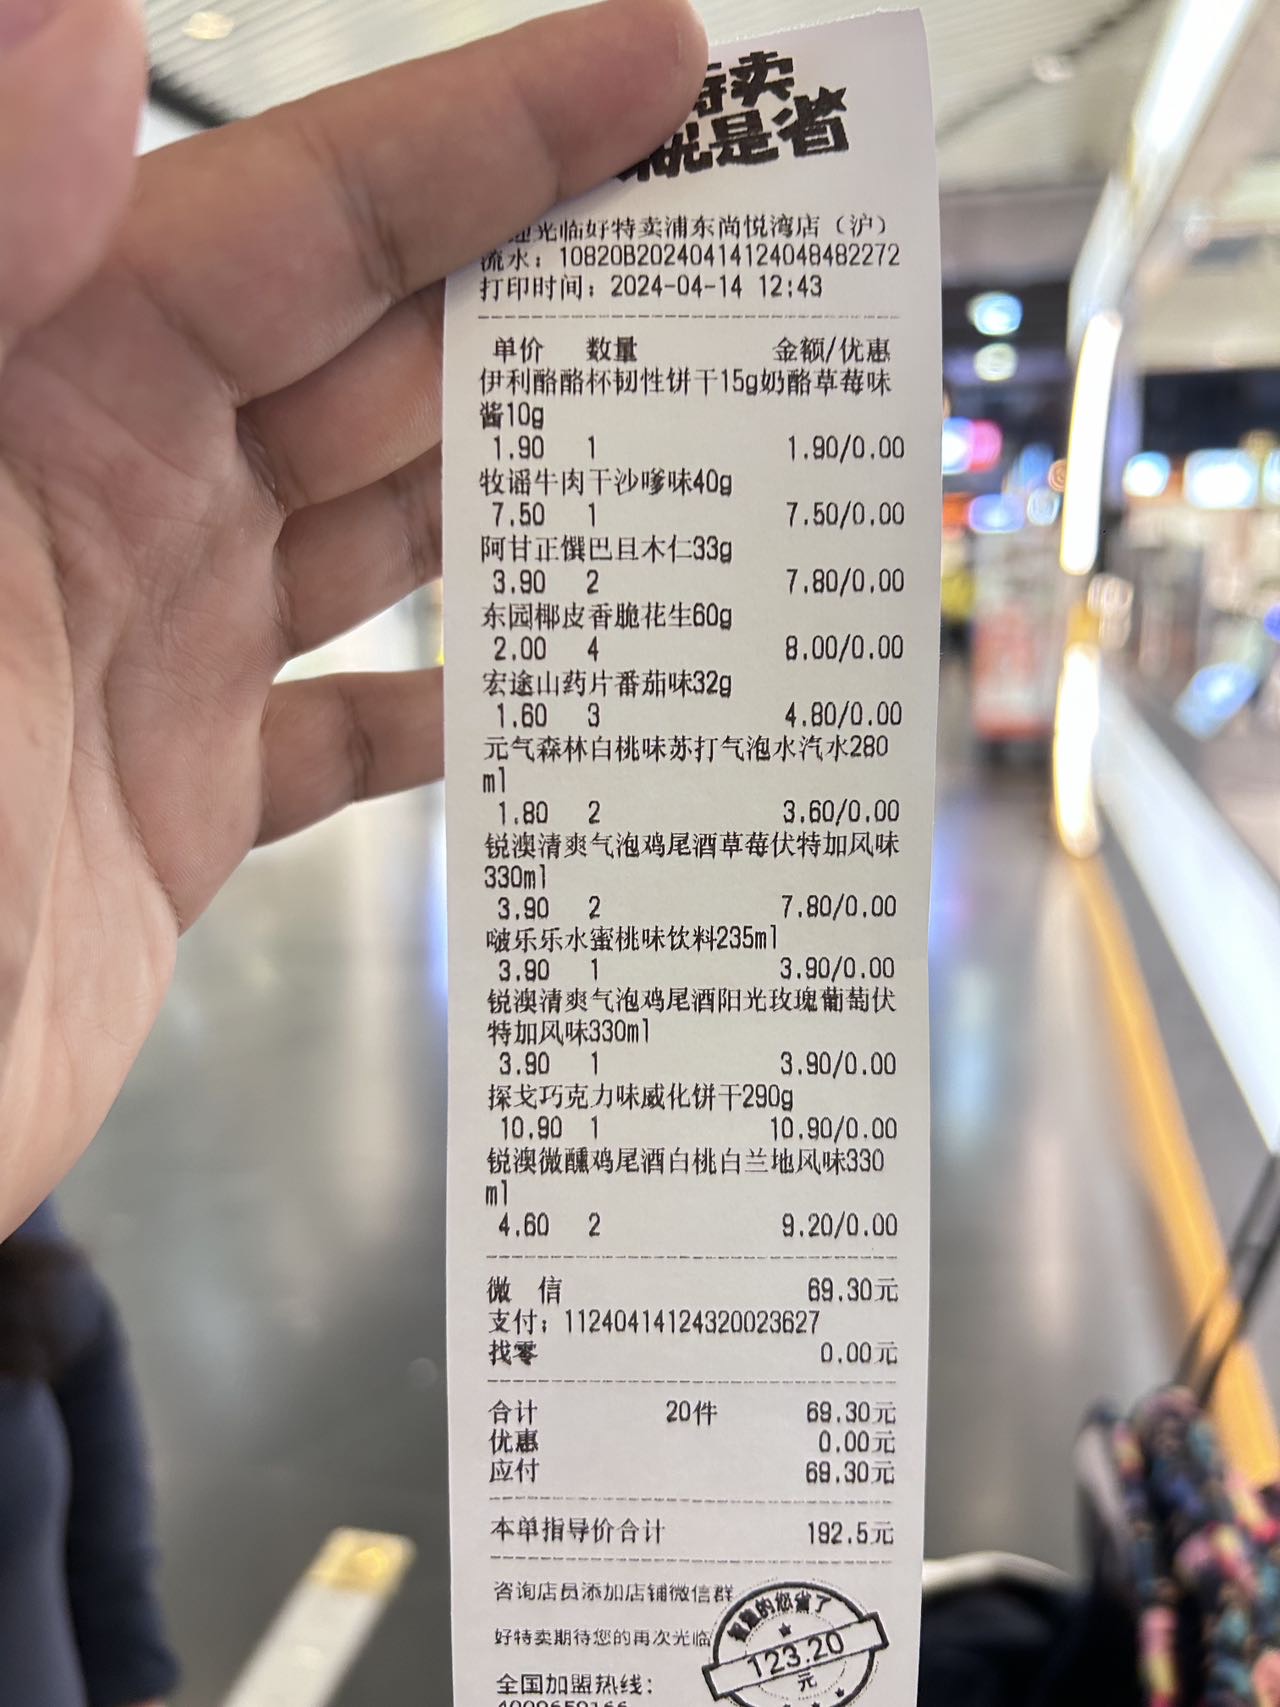 特卖
就是省
迎光临好特卖浦东尚悦湾店（沪）
流水：10820B20240414124048482272
打印时间：2024-04-14 12:43
单价 数量 金额/优惠
伊利酪酪杯韧性饼干15g奶酪草莓味
酱10g
1.90 1 1.90/0.00
牧谣牛肉干沙嗲味40g
7.50 1 7.50/0.00
阿甘正馔巴旦木仁33g
3.90 2 7.80/0.00
东园椰皮香脆花生60g
2.00 4 8.00/0.00
宏途山药片番茄味32g
1.60 3 4.80/0.00
元气森林白桃味苏打气泡水汽水280
ml
1.80 2 3.60/0.00
锐澳清爽气泡鸡尾酒草莓伏特加风味
330ml
3.90 2 7.80/0.00
啵乐乐水蜜桃味饮料235ml
3.90 1 3.90/0.00
锐澳清爽气泡鸡尾酒阳光玫瑰葡萄伏
特加风味330ml
3.90 1 3.90/0.00
探戈巧克力味威化饼干290g
10.90 1 10.90/0.00
锐澳微醺鸡尾酒白桃白兰地风味330
ml
4.60 2 9.20/0.00
微 信 69.30元
支付：11240414124320023627
找零 0.00元
合计 20件 69.30元
优惠 0.00元
应付 69.30元
本单指导价合计 192.5元
咨询店员添加店铺微信群
好特卖期待您的再次光临
的您省了
123.20
元
全国加盟热线：